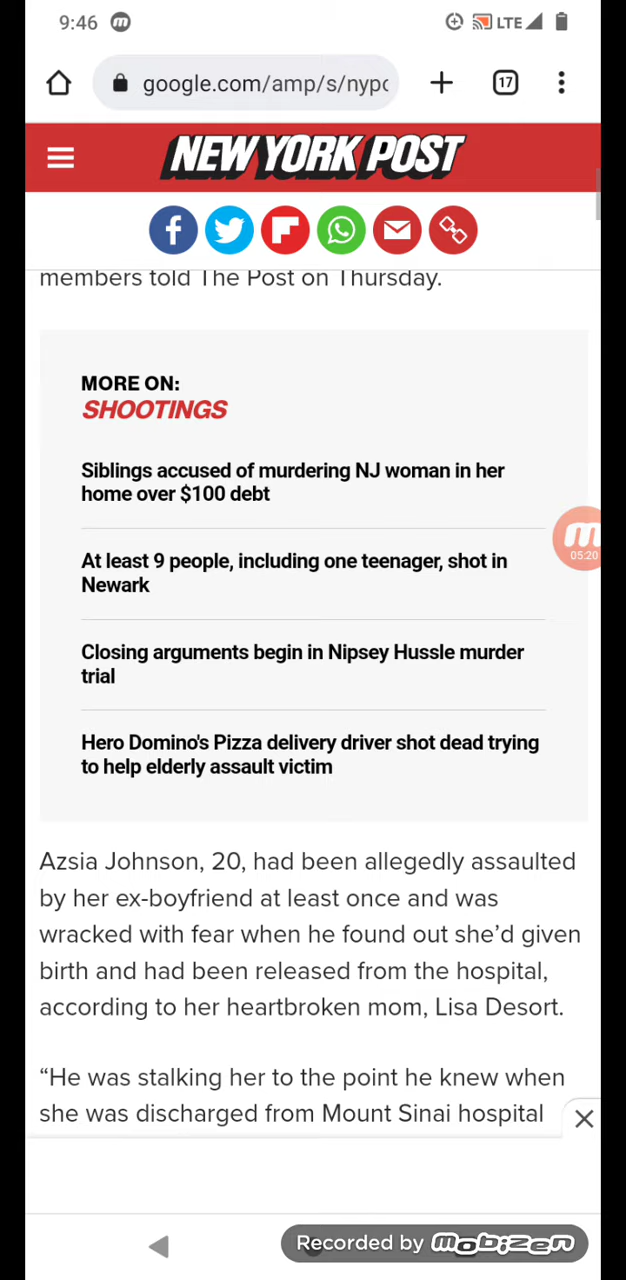 9:46
LTE
google.com/amp/s/nypo
17
NEW YORK POST
members told The Post on Thursday.
MORE ON:
SHOOTINGS
Siblings accused of murdering NJ woman in her
home over $100 debt
At least 9 people, including one teenager, shot in
Newark
Closing arguments begin in Nipsey Hussle murder
trial
Hero Domino's Pizza delivery driver shot dead trying
to help elderly assault victim
05:20
Azsia Johnson, 20, had been allegedly assaulted
by her ex-boyfriend at least once and was
wracked with fear when he found out she’d given
birth and had been released from the hospital,
according to her heartbroken mom, Lisa Desort.
“He was stalking her to the point he knew when
she was discharged from Mount Sinai hospital
Recorded by mobizen